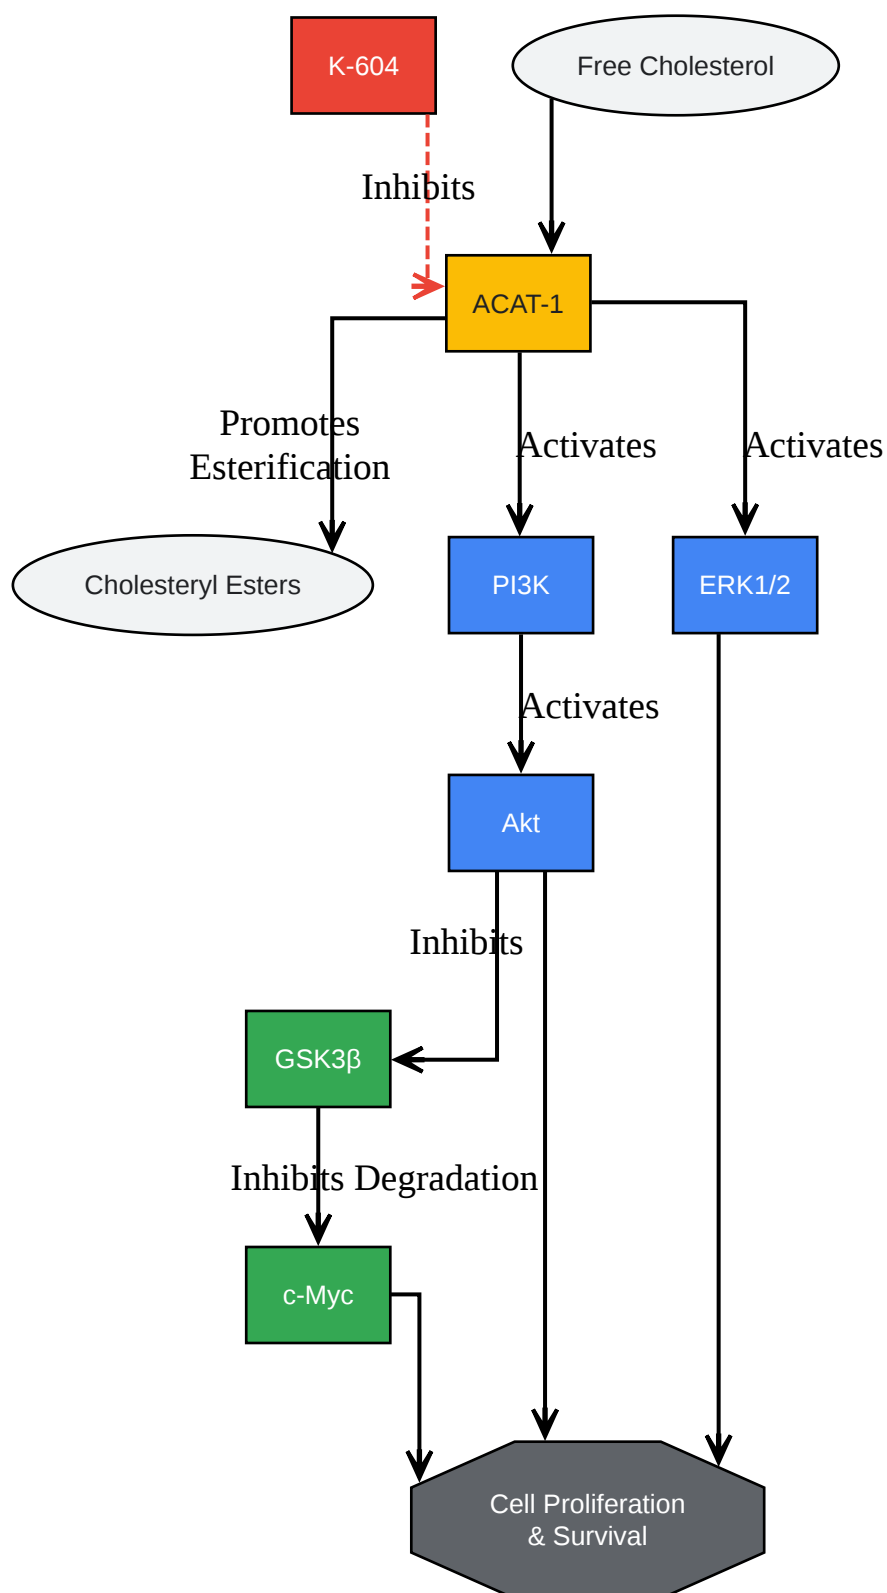 K-604
Free Cholesterol
Inhibits
ACAT-1
Promotes
Esterification
Activates
Activates
Cholesteryl Esters
PI3K
ERK1/2
Activates
Akt
Inhibits
GSK3β
Inhibits Degradation
c-Myc
Cell Proliferation
& Survival